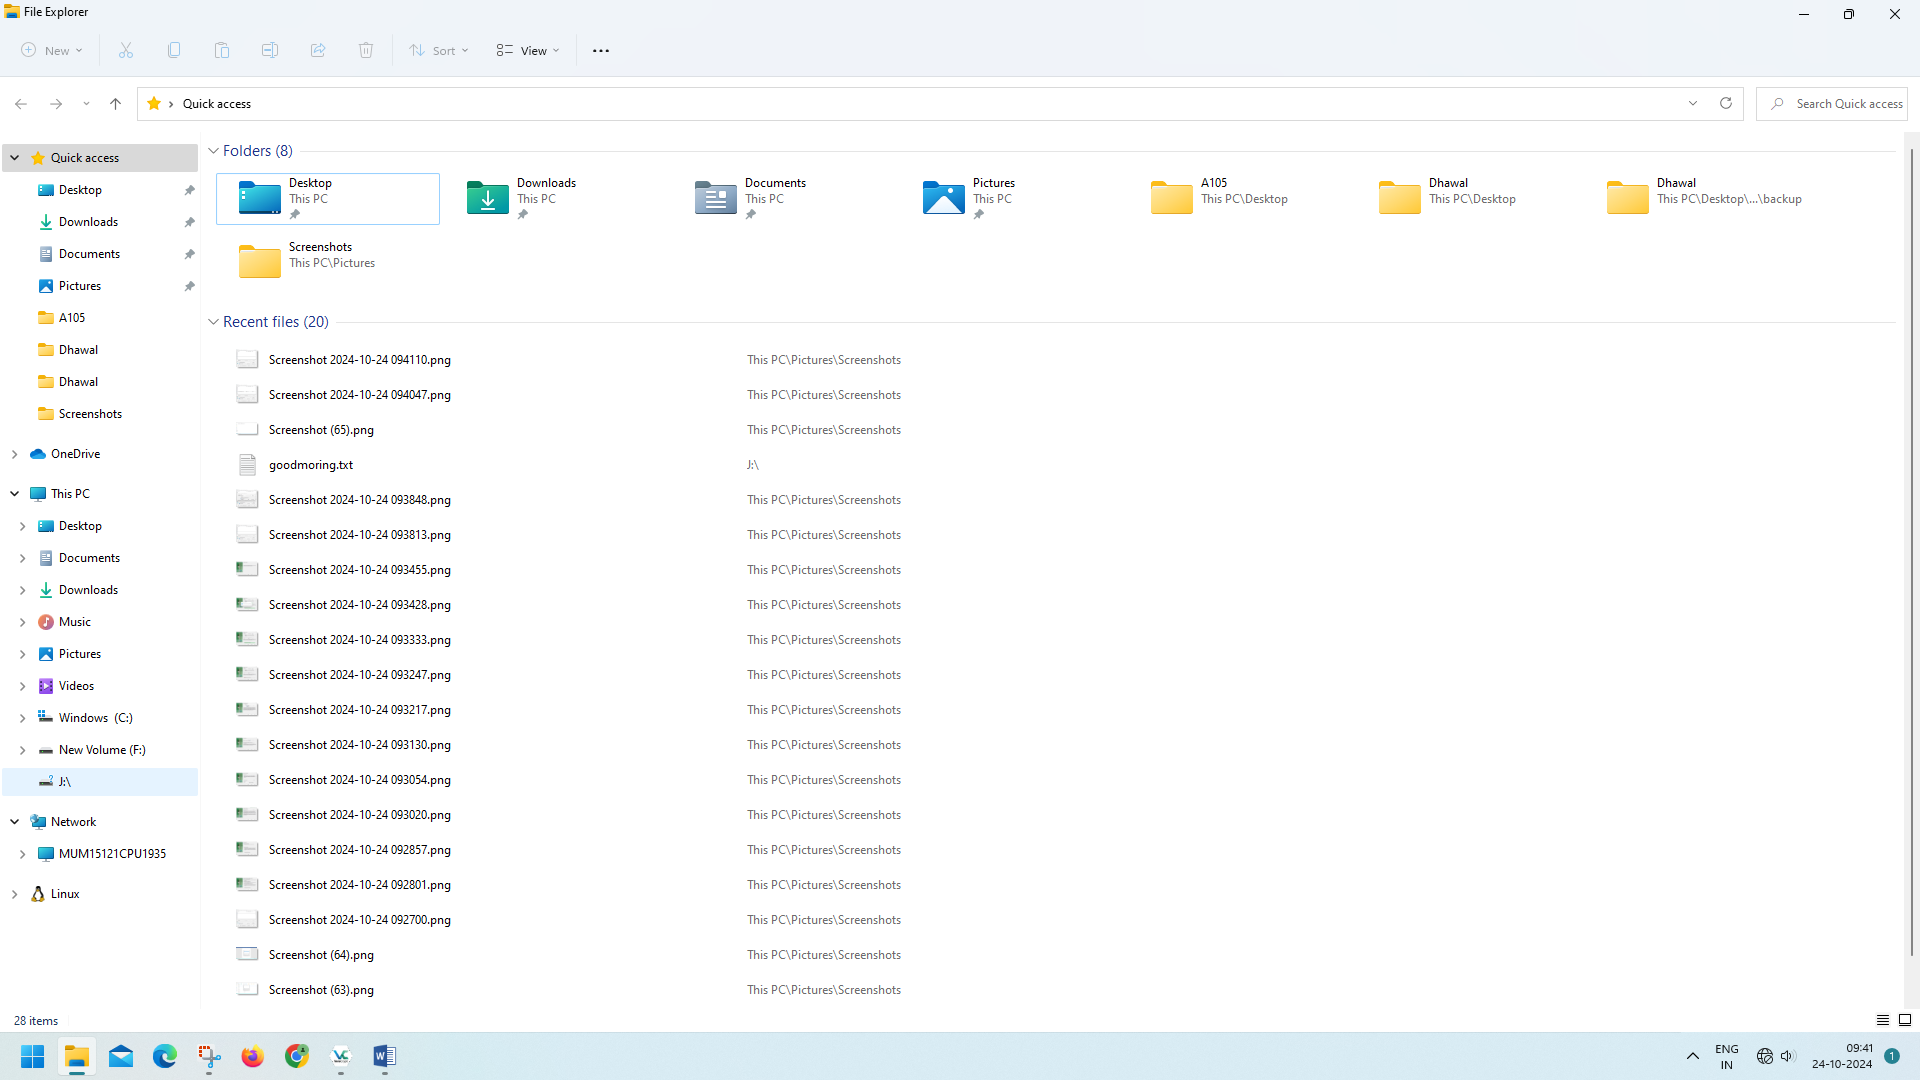 File Explorer
New
Sort
View
Quick access
Search Quick access
Quick access
Desktop
Downloads
Documents
Pictures
A105
Dhawal
Dhawal
Screenshots
OneDrive
This PC
Desktop
Documents
Downloads
Music
Pictures
Videos
Windows (C:)
New Volume (F:)
J:\
Network
MUM15121CPU1935
Linux
Folders (8)
Desktop
This PC
Downloads
This PC
Documents
This PC
Pictures
This PC
A105
This PC\Desktop
Dhawal
This PC\Desktop
Dhawal
This PC\Desktop\...\backup
Screenshots
This PC\Pictures
Recent files (20)
Screenshot 2024-10-24 094110.png This PC\Pictures\Screenshots
Screenshot 2024-10-24 094047.png This PC\Pictures\Screenshots
Screenshot (65).png This PC\Pictures\Screenshots
goodmoring.txt J:\
Screenshot 2024-10-24 093848.png This PC\Pictures\Screenshots
Screenshot 2024-10-24 093813.png This PC\Pictures\Screenshots
Screenshot 2024-10-24 093455.png This PC\Pictures\Screenshots
Screenshot 2024-10-24 093428.png This PC\Pictures\Screenshots
Screenshot 2024-10-24 093333.png This PC\Pictures\Screenshots
Screenshot 2024-10-24 093247.png This PC\Pictures\Screenshots
Screenshot 2024-10-24 093217.png This PC\Pictures\Screenshots
Screenshot 2024-10-24 093130.png This PC\Pictures\Screenshots
Screenshot 2024-10-24 093054.png This PC\Pictures\Screenshots
Screenshot 2024-10-24 093020.png This PC\Pictures\Screenshots
Screenshot 2024-10-24 092857.png This PC\Pictures\Screenshots
Screenshot 2024-10-24 092801.png This PC\Pictures\Screenshots
Screenshot 2024-10-24 092700.png This PC\Pictures\Screenshots
Screenshot (64).png This PC\Pictures\Screenshots
Screenshot (63).png This PC\Pictures\Screenshots
28 items
ENG
IN
09:41
24-10-2024
1